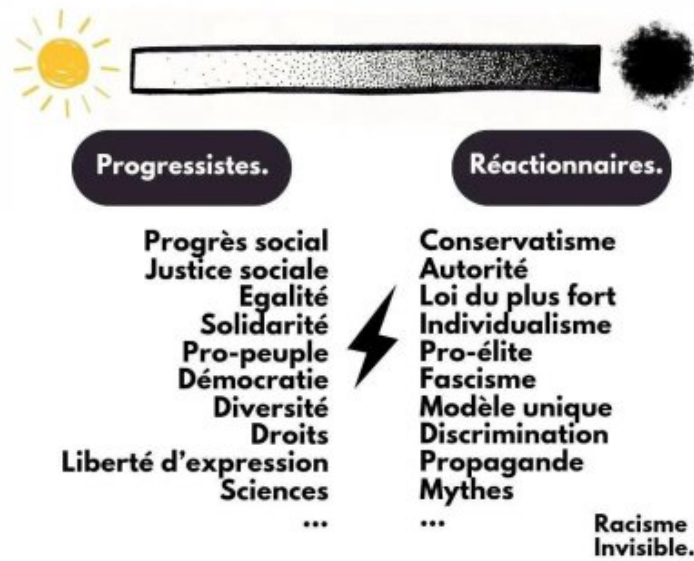 Progressistes.
Réactionnaires.
Progrès social
Justice sociale
Egalité
Solidarité
Pro-peuple
Démocratie
Diversité
Droits
Liberté d'expression
Sciences
...
Conservatisme
Autorité
Loi du plus fort
Individualisme
Pro-élite
Fascisme
Modèle unique
Discrimination
Propagande
Mythes
...
Racisme
Invisible.